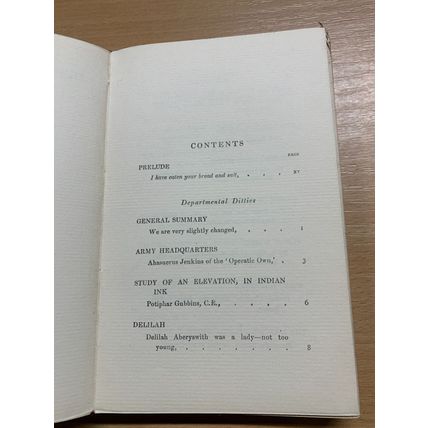 CONTENTS
PAGE
PRELUDE
I have eaten your bread and salt, . . . XV
Departmental Ditties
GENERAL SUMMARY
We are very slightly changed, . . . 1
ARMY HEADQUARTERS
Ahasuerus Jenkins of the 'Operatic Own,' . 3
STUDY OF AN ELEVATION, IN INDIAN
INK
Potiphar Gubbins, C.E., . . . . 6
DELILAH
Delilah Aberyswith was a lady—not too
young, . . . . . . . 8